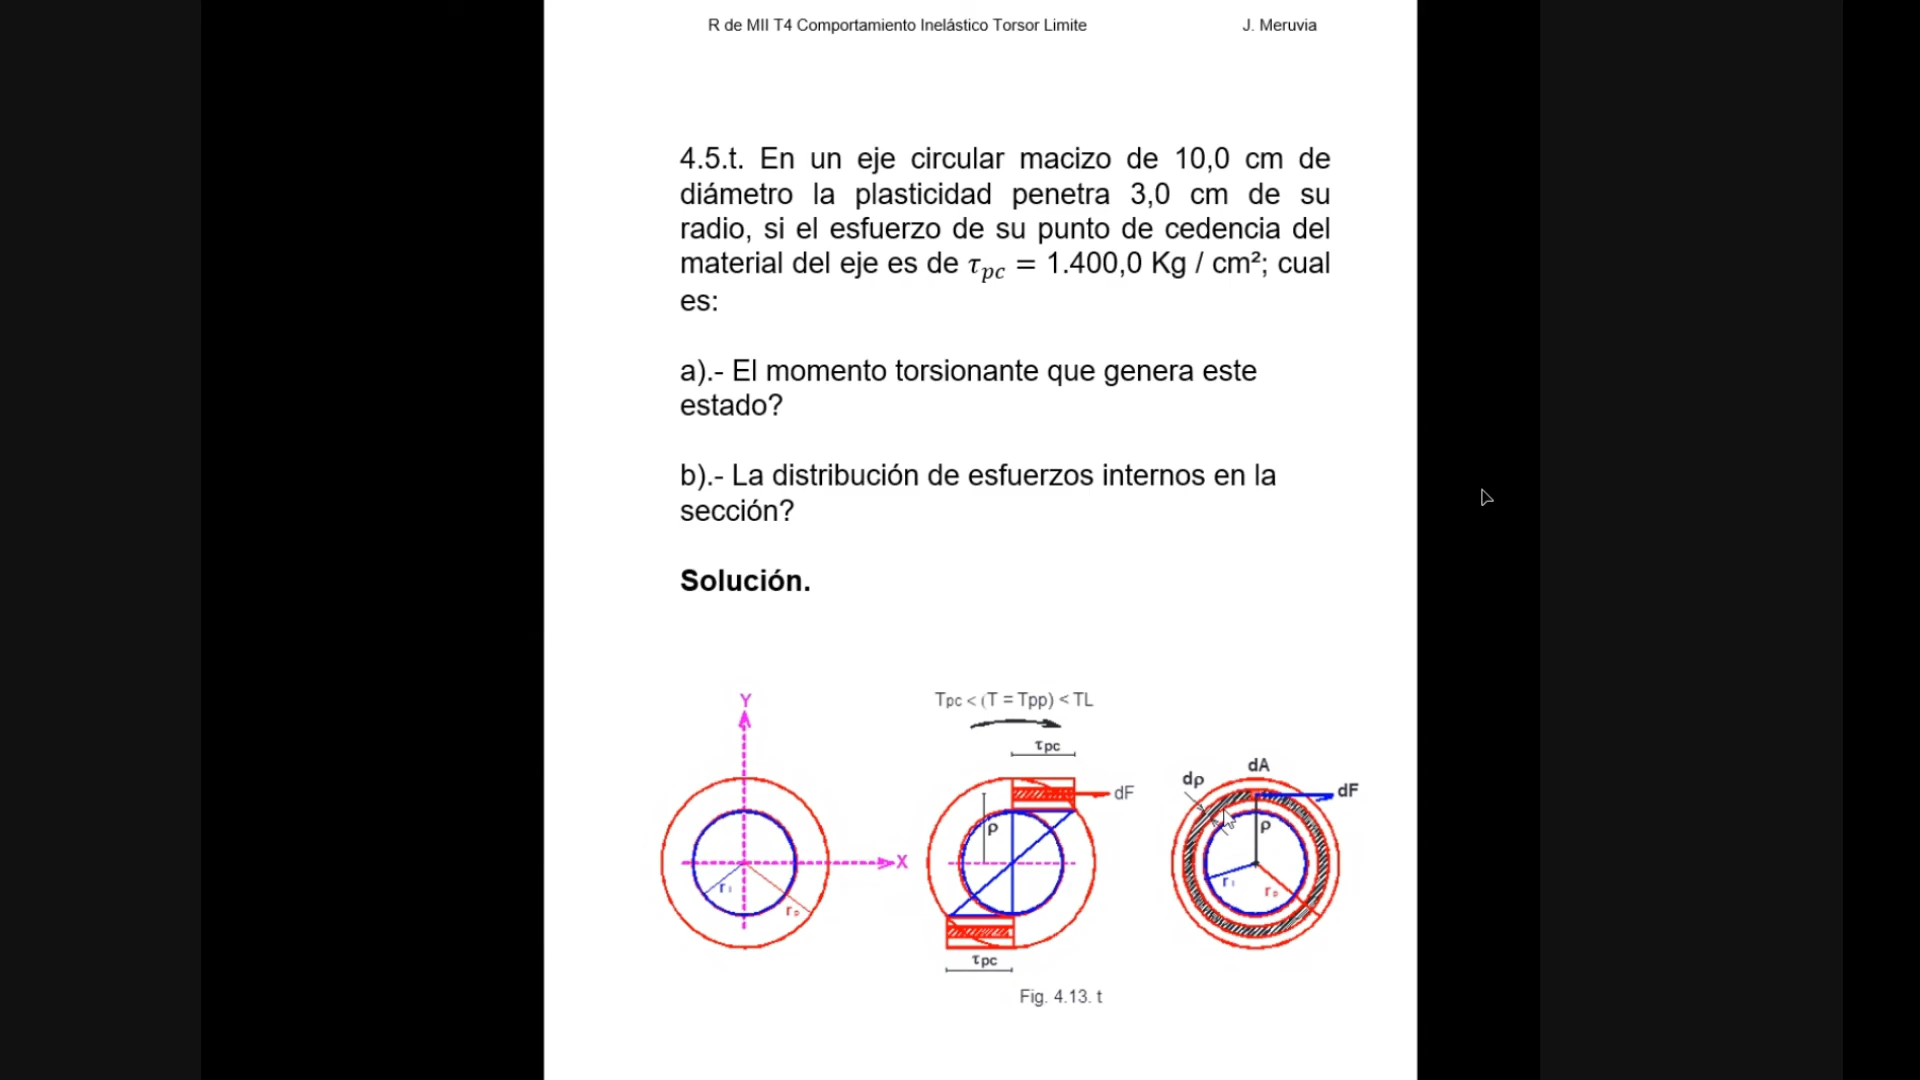 R de MII T4 Comportamiento Inelástico Torsor Limite J. Meruvia
4.5.t. En un eje circular macizo de 10,0 cm de
diámetro la plasticidad penetra 3,0 cm de su
radio, si el esfuerzo de su punto de cedencia del
material del eje es de τpc = 1.400,0 Kg / cm²; cual
es:
a).- El momento torsionante que genera este
estado?
b).- La distribución de esfuerzos internos en la
sección?
Solución.
Y
X
r
r
Tpc < (T = Tpp) < TL
τpc
dF
ρ
τpc
dρ
dA
dF
ρ
r
r
Fig. 4.13. t